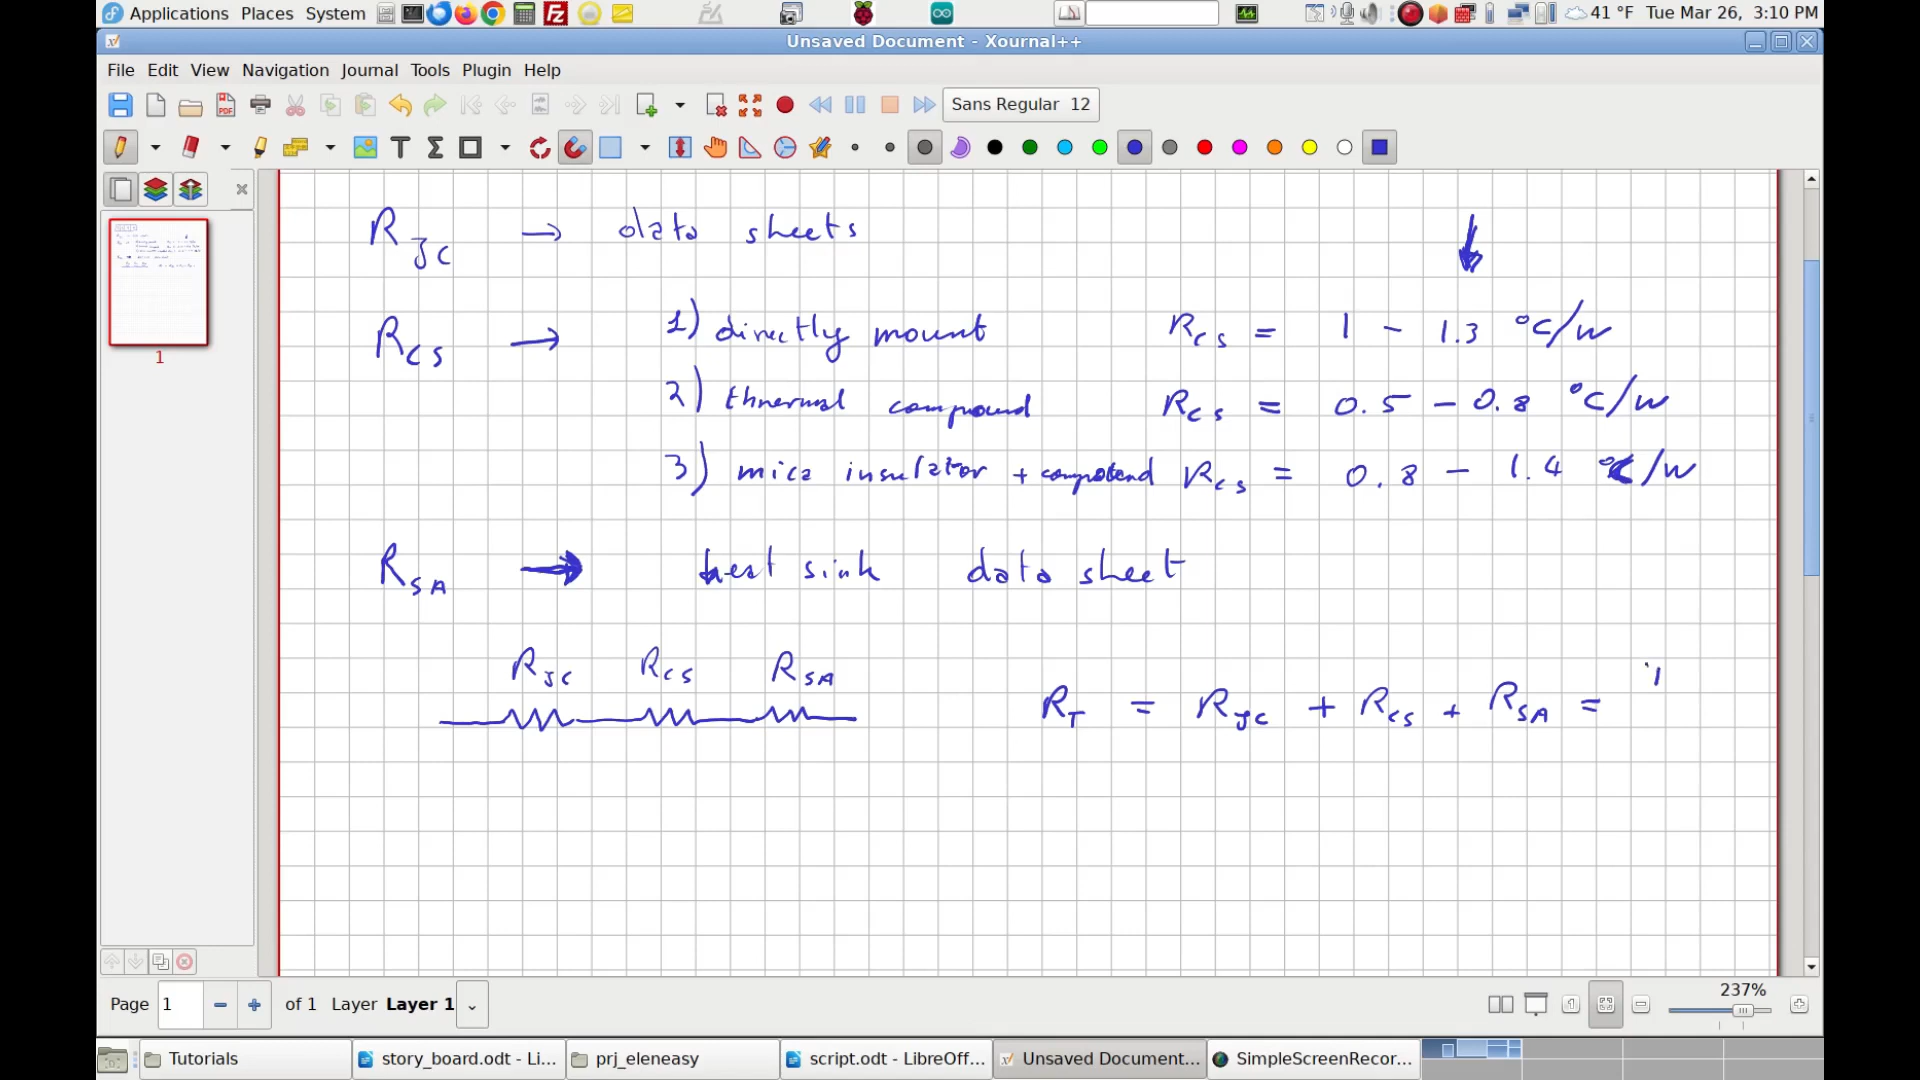 Applications Places System 41 °F Tue Mar 26, 3:10 PM
Unsaved Document - Xournal++
File Edit View Navigation Journal Tools Plugin Help
Sans Regular 12
R JC → data sheets
R CS → 1) directly mount R CS = 1 - 1.3 °C/W
2) thnermal compound R CS = 0.5 - 0.8 °C/W
3) mica insulator + R CS = 0.8 - 1.4 °C/W
R SA → heat sink data sheet
R JC R CS R SA
R T = R JC + R CS + R SA =
1
Page 1 of 1 Layer Layer 1 237%
Tutorials story_board.odt - Li... prj_eleneasy script.odt - LibreOff... Unsaved Document... SimpleScreenRecor...